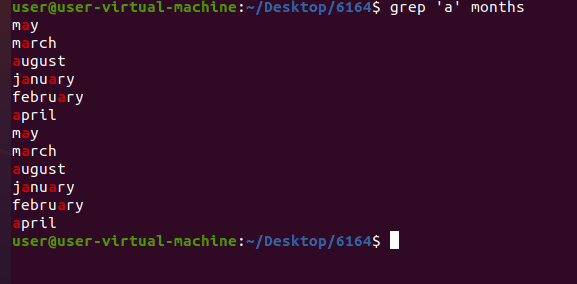 user@user-virtual-machine:~/Desktop/6164$ grep 'a' months
may
march
august
january
february
april
may
march
august
january
february
april
user@user-virtual-machine:~/Desktop/6164$